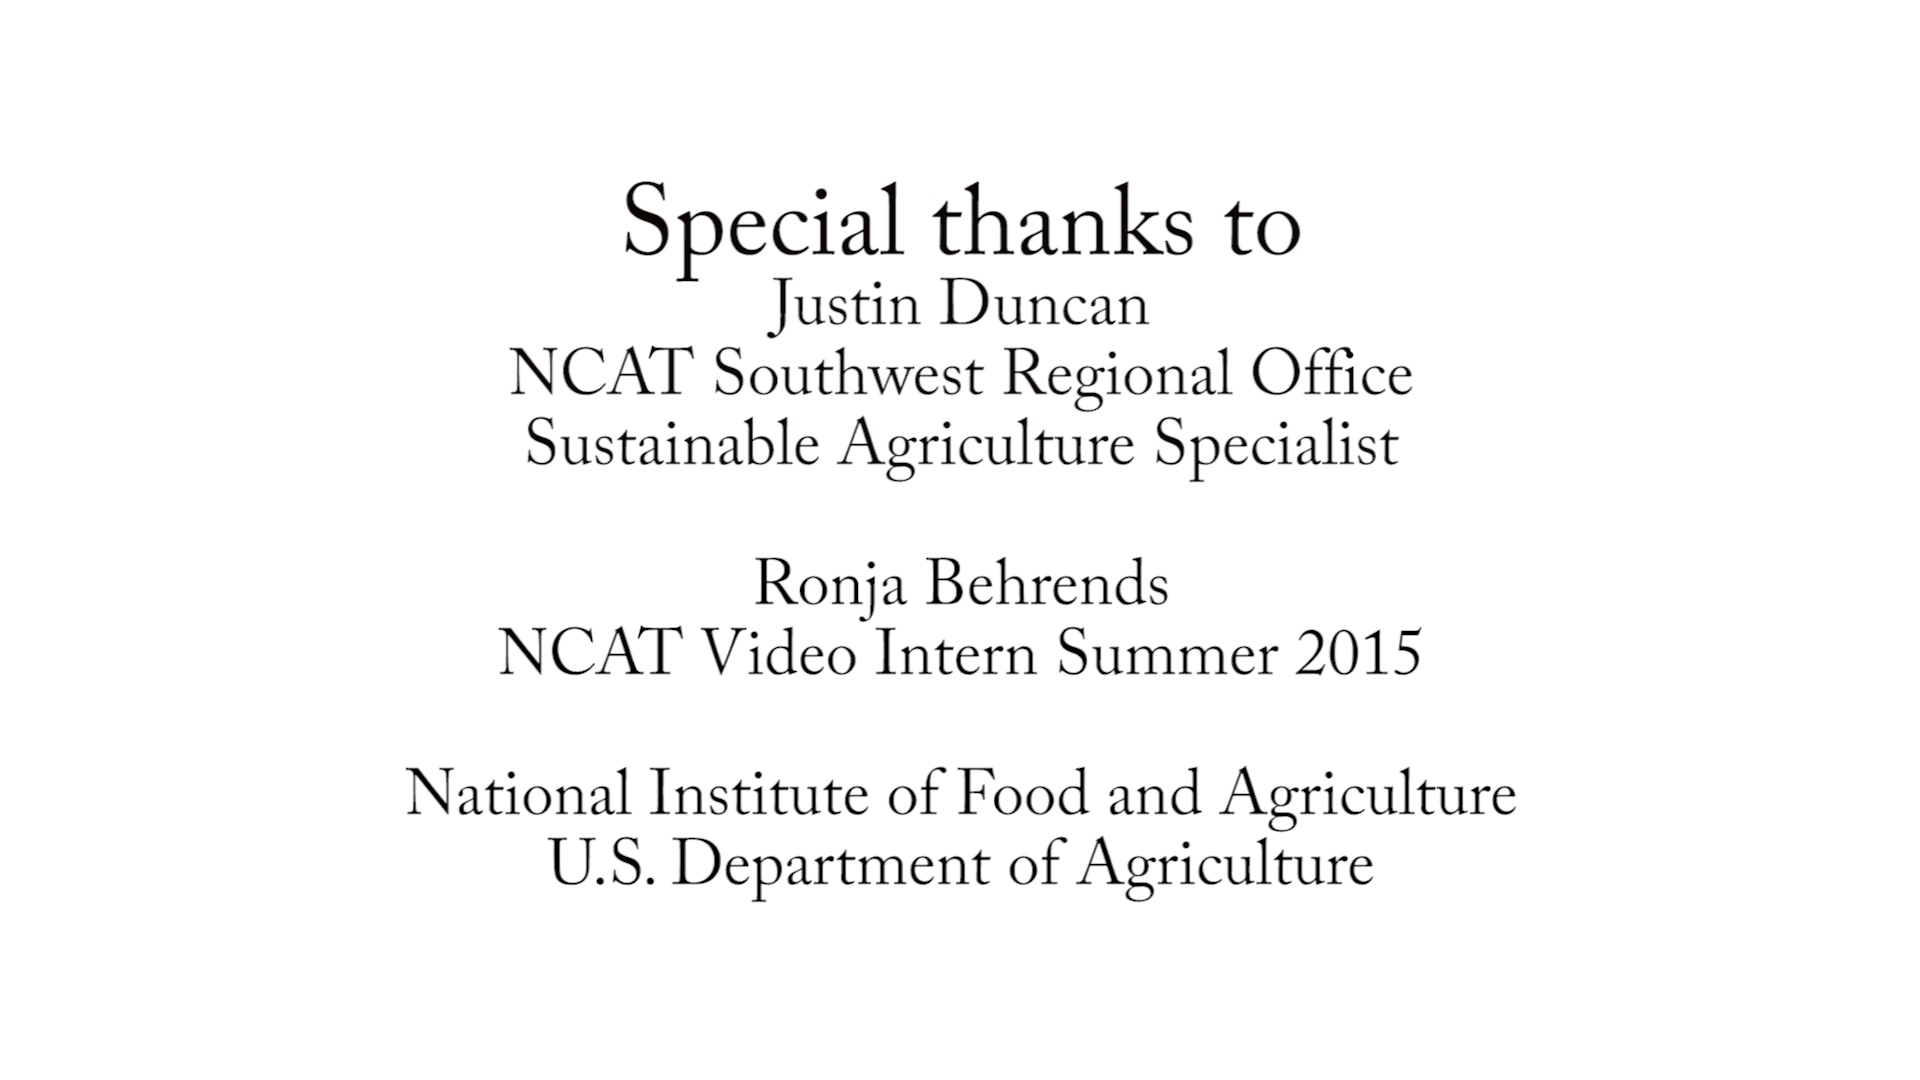 Special thanks to
Justin Duncan
NCAT Southwest Regional Office
Sustainable Agriculture Specialist
Ronja Behrends
NCAT Video Intern Summer 2015
National Institute of Food and Agriculture
U.S. Department of Agriculture